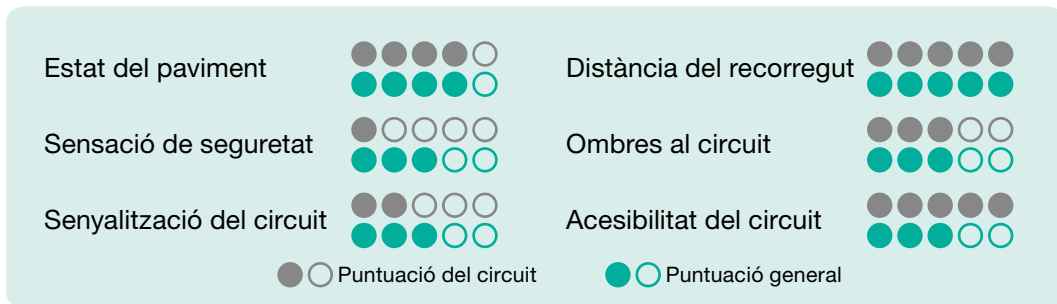 Estat del paviment
Distància del recorregut
Sensació de seguretat
Ombres al circuit
Senyalització del circuit
Acesibilitat del circuit
Puntuació del circuit
Puntuació general